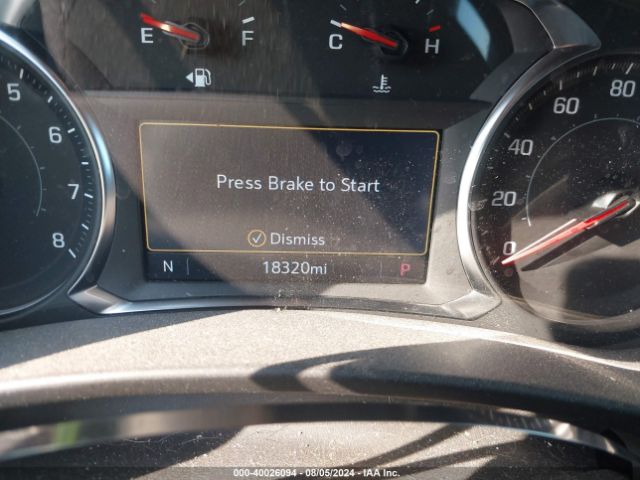 E F C H
5 6 7 8
Press Brake to Start
Dismiss
N 18320mi P
0 20 40 60 80
000-40026094 - 08/05/2024 - IAA Inc.